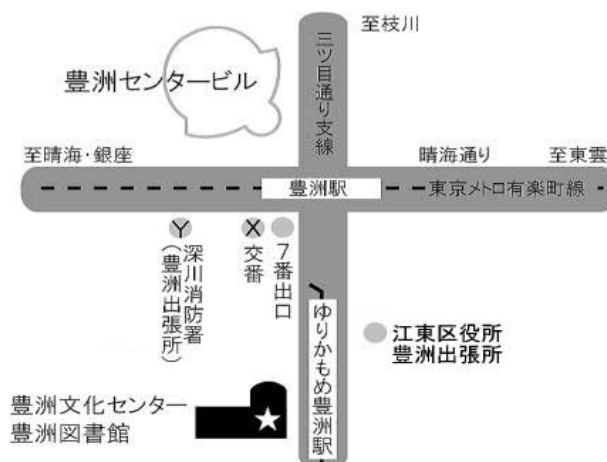 至枝川
三ツ目通り支線
豊洲センタービル
至晴海・銀座
晴海通り
至東雲
豊洲駅
東京メトロ有楽町線
Y
X
深川消防署
(豊洲出張所)
交番
7番出口
ゆりかもめ豊洲駅
江東区役所
豊洲出張所
豊洲文化センター
豊洲図書館